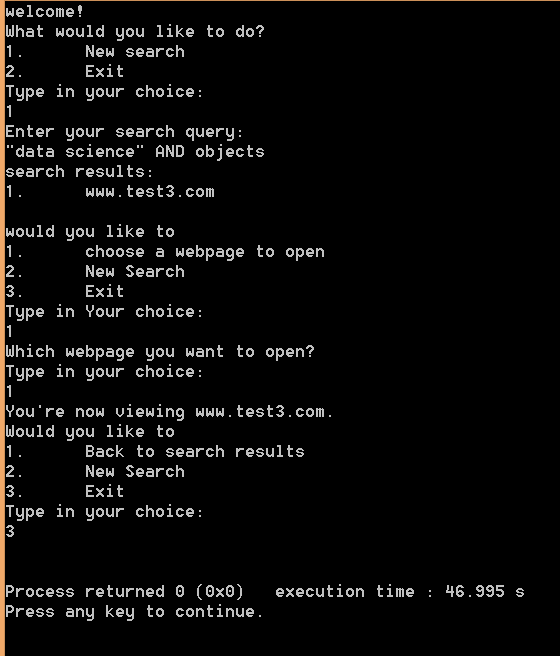 welcome!
What would you like to do?
1. New search
2. Exit
Type in your choice:
1
Enter your search query:
"data science" AND objects
search results:
1. www.test3.com
would you like to
1. choose a webpage to open
2. New Search
3. Exit
Type in Your choice:
1
Which webpage you want to open?
Type in your choice:
1
You're now viewing www.test3.com.
Would you like to
1. Back to search results
2. New Search
3. Exit
Type in your choice:
3
Process returned 0 (0x0) execution time : 46.995 s
Press any key to continue.